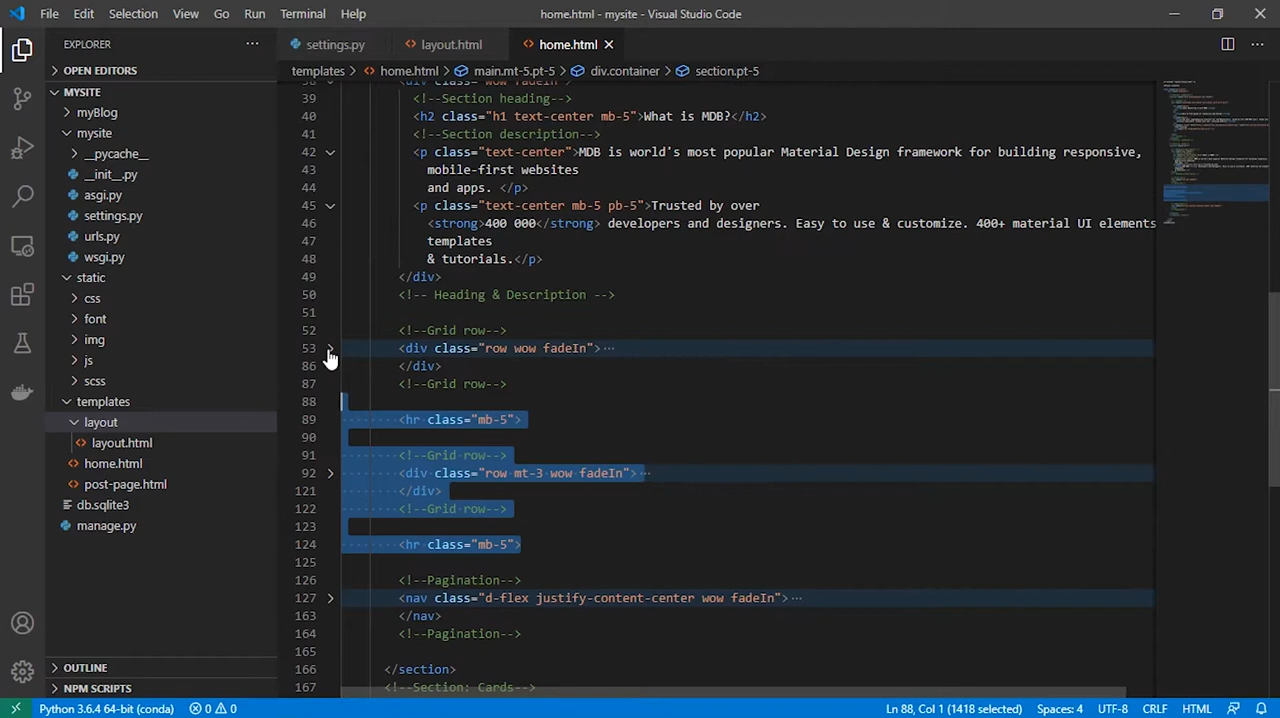 File Edit Selection View Go Run Terminal Help
home.html - mysite - Visual Studio Code
EXPLORER
OPEN EDITORS
MYSITE
myBlog
mysite
__pycache__
__init__.py
asgi.py
settings.py
urls.py
wsgi.py
static
css
font
img
js
scss
templates
layout
layout.html
home.html
post-page.html
db.sqlite3
manage.py
OUTLINE
NPM SCRIPTS
settings.py layout.html home.html
templates > home.html > main.mt-5.pt-5 > div.container > section.pt-5
38 <div class="wow fadeIn">
39 <!--Section heading-->
40 <h2 class="h1 text-center mb-5">What is MDB?</h2>
41 <!--Section description-->
42 <p class="text-center">MDB is world's most popular Material Design framework for building responsive,
43 mobile-first websites
44 and apps. </p>
45 <p class="text-center mb-5 pb-5">Trusted by over
46 <strong>400 000</strong> developers and designers. Easy to use & customize. 400+ material UI elements
47 templates
48 & tutorials.</p>
49 </div>
50 <!-- Heading & Description -->
51
52 <!--Grid row-->
53 <div class="row wow fadeIn">···
86 </div>
87 <!--Grid row-->
88
89 <hr class="mb-5">
90
91 <!--Grid row-->
92 <div class="row mt-3 wow fadeIn">···
121 </div>
122 <!--Grid row-->
123
124 <hr class="mb-5">
125
126 <!--Pagination-->
127 <nav class="d-flex justify-content-center wow fadeIn">···
163 </nav>
164 <!--Pagination-->
165
166 </section>
167 <!--Section: Cards-->
Python 3.6.4 64-bit (conda) 0 0 Ln 88, Col 1 (1418 selected) Spaces: 4 UTF-8 CRLF HTML